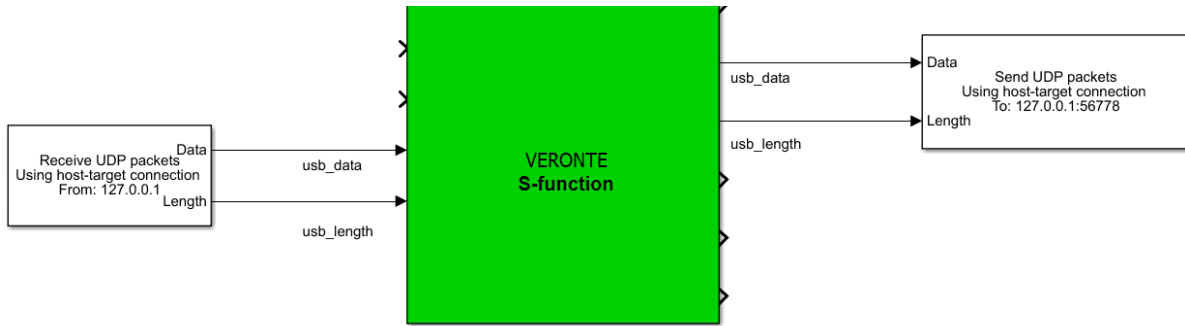 Receive UDP packets
Using host-target connection
From: 127.0.0.1
Data
Length
usb_data
usb_length
VERONTE
S-function
usb_data
usb_length
Data
Length
Send UDP packets
Using host-target connection
To: 127.0.0.1:56778